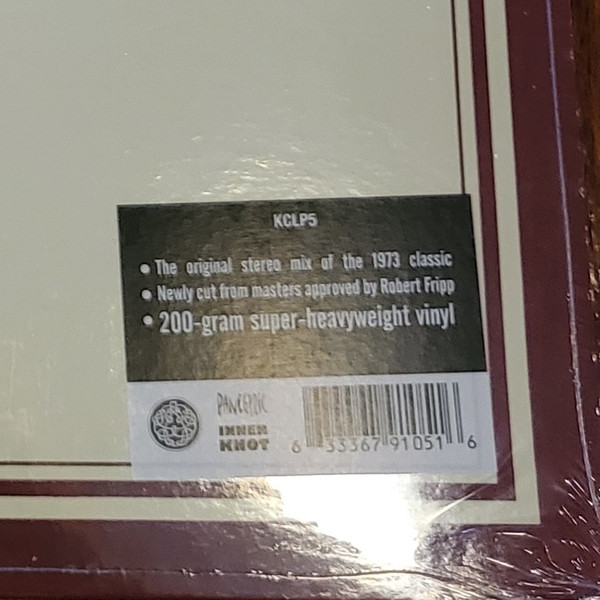 KCLP5
• The original stereo mix of the 1973 classic
• Newly cut from masters approved by Robert Fripp
• 200-gram super-heavyweight vinyl
PANEGYRIC
INNER
KNOT
6 33367 91051 6